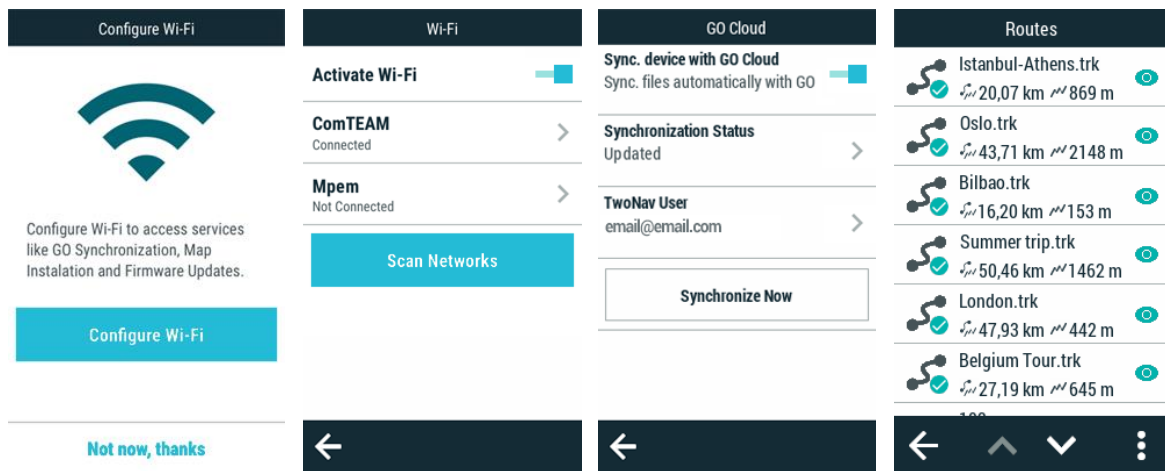 Configure Wi-Fi
Configure Wi-Fi to access services
like GO Synchronization, Map
Instalation and Firmware Updates.
Configure Wi-Fi
Not now, thanks
Wi-Fi
Activate Wi-Fi
ComTEAM
Connected
Mpem
Not Connected
Scan Networks
GO Cloud
Sync. device with GO Cloud
Sync. files automatically with GO
Synchronization Status
Updated
TwoNav User
email@email.com
Synchronize Now
Routes
Istanbul-Athens.trk
20,07 km 869 m
Oslo.trk
43,71 km 2148 m
Bilbao.trk
16,20 km 153 m
Summer trip.trk
50,46 km 1462 m
London.trk
47,93 km 442 m
Belgium Tour.trk
27,19 km 645 m